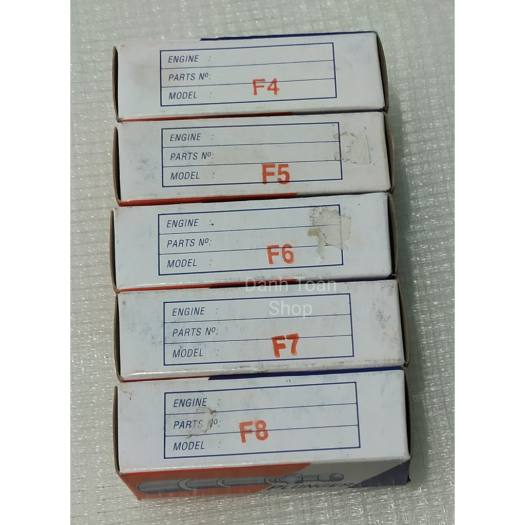 ENGINE :
PARTS Nº:
MODEL : F4
ENGINE :
PARTS Nº:
MODEL : F5
ENGINE :
PARTS Nº:
MODEL : F6
Danh Toan
Shop
ENGINE :
PARTS Nº:
MODEL : F7
ENGINE :
PARTS Nº
MODEL : F8